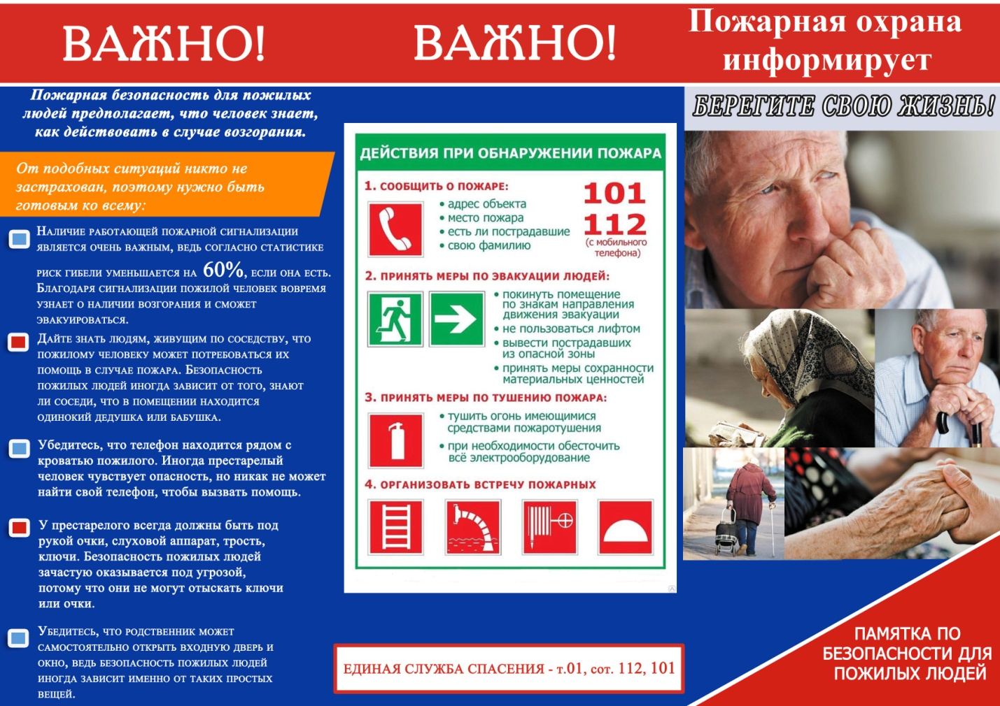 ВАЖНО!
Пожарная безопасность для пожилых
людей предполагает, что человек знает,
как действовать в случае возгорания.
От подобных ситуаций никто не
застрахован, поэтому нужно быть
готовым ко всему:
Наличие работающей пожарной сигнализации
является очень важным, ведь согласно статистике
риск гибели уменьшается на 60%, если она есть.
Благодаря сигнализации пожилой человек вовремя
узнает о наличии возгорания и сможет
эвакуироваться.
Дайте знать людям, живущим по соседству, что
пожилому человеку может потребоваться их
помощь в случае пожара. Безопасность
пожилых людей иногда зависит от того, знают
ли соседи, что в помещении находится
одинокий дедушка или бабушка.
Убедитесь, что телефон находится рядом с
кроватью пожилого. Иногда престарелый
человек чувствует опасность, но никак не может
найти свой телефон, чтобы вызвать помощь.
У престарелого всегда должны быть под
рукой очки, слуховой аппарат, трость,
ключи. Безопасность пожилых людей
зачастую оказывается под угрозой,
потому что они не могут отыскать ключи
или очки.
Убедитесь, что родственник может
самостоятельно открыть входную дверь и
окно, ведь безопасность пожилых людей
иногда зависит именно от таких простых
вещей.
ВАЖНО!
ДЕЙСТВИЯ ПРИ ОБНАРУЖЕНИИ ПОЖАРА
1. СООБЩИТЬ О ПОЖАРЕ:
• адрес объекта
• место пожара
• есть ли пострадавшие
• свою фамилию
101
112
(с мобильного
телефона)
2. ПРИНЯТЬ МЕРЫ ПО ЭВАКУАЦИИ ЛЮДЕЙ:
• покинуть помещение
по знакам направления
движения эвакуации
• не пользоваться лифтом
• вывести пострадавших
из опасной зоны
• принять меры сохранности
материальных ценностей
3. ПРИНЯТЬ МЕРЫ ПО ТУШЕНИЮ ПОЖАРА:
• тушить огонь имеющимися
средствами пожаротушения
• при необходимости обесточить
всё электрооборудование
4. ОРГАНИЗОВАТЬ ВСТРЕЧУ ПОЖАРНЫХ
ЕДИНАЯ СЛУЖБА СПАСЕНИЯ - т.01, сот. 112, 101
Пожарная охрана
информирует
БЕРЕГИТЕ СВОЮ ЖИЗНЬ!
ПАМЯТКА ПО
БЕЗОПАСНОСТИ ДЛЯ
ПОЖИЛЫХ ЛЮДЕЙ